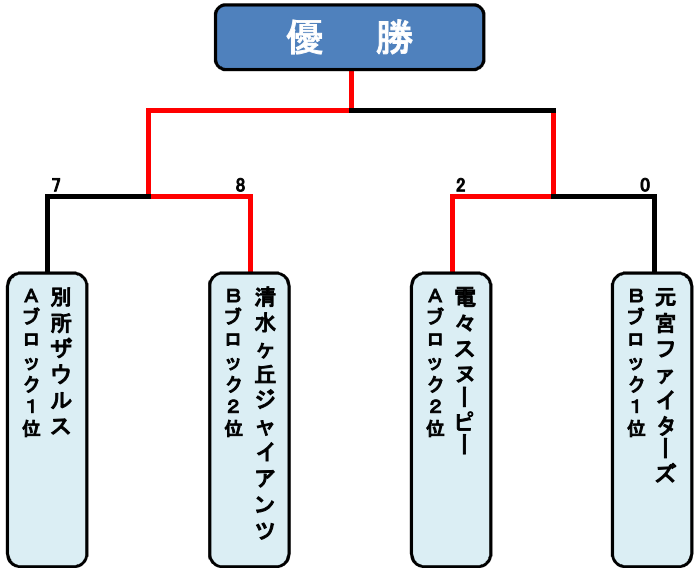 優　勝
7
8
2
0
別所ザウルス
Aブロック1位
清水ヶ丘ジャイアンツ
Bブロック2位
電々スヌーピー
Aブロック2位
元宮ファイターズ
Bブロック1位